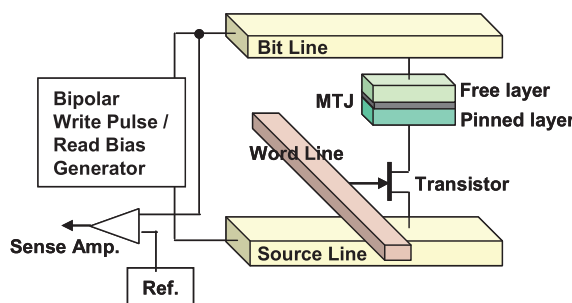 Bit Line
Bipolar
Write Pulse /
Read Bias
Generator
MTJ
Free layer
Pinned layer
Word Line
Transistor
Sense Amp.
Source Line
Ref.